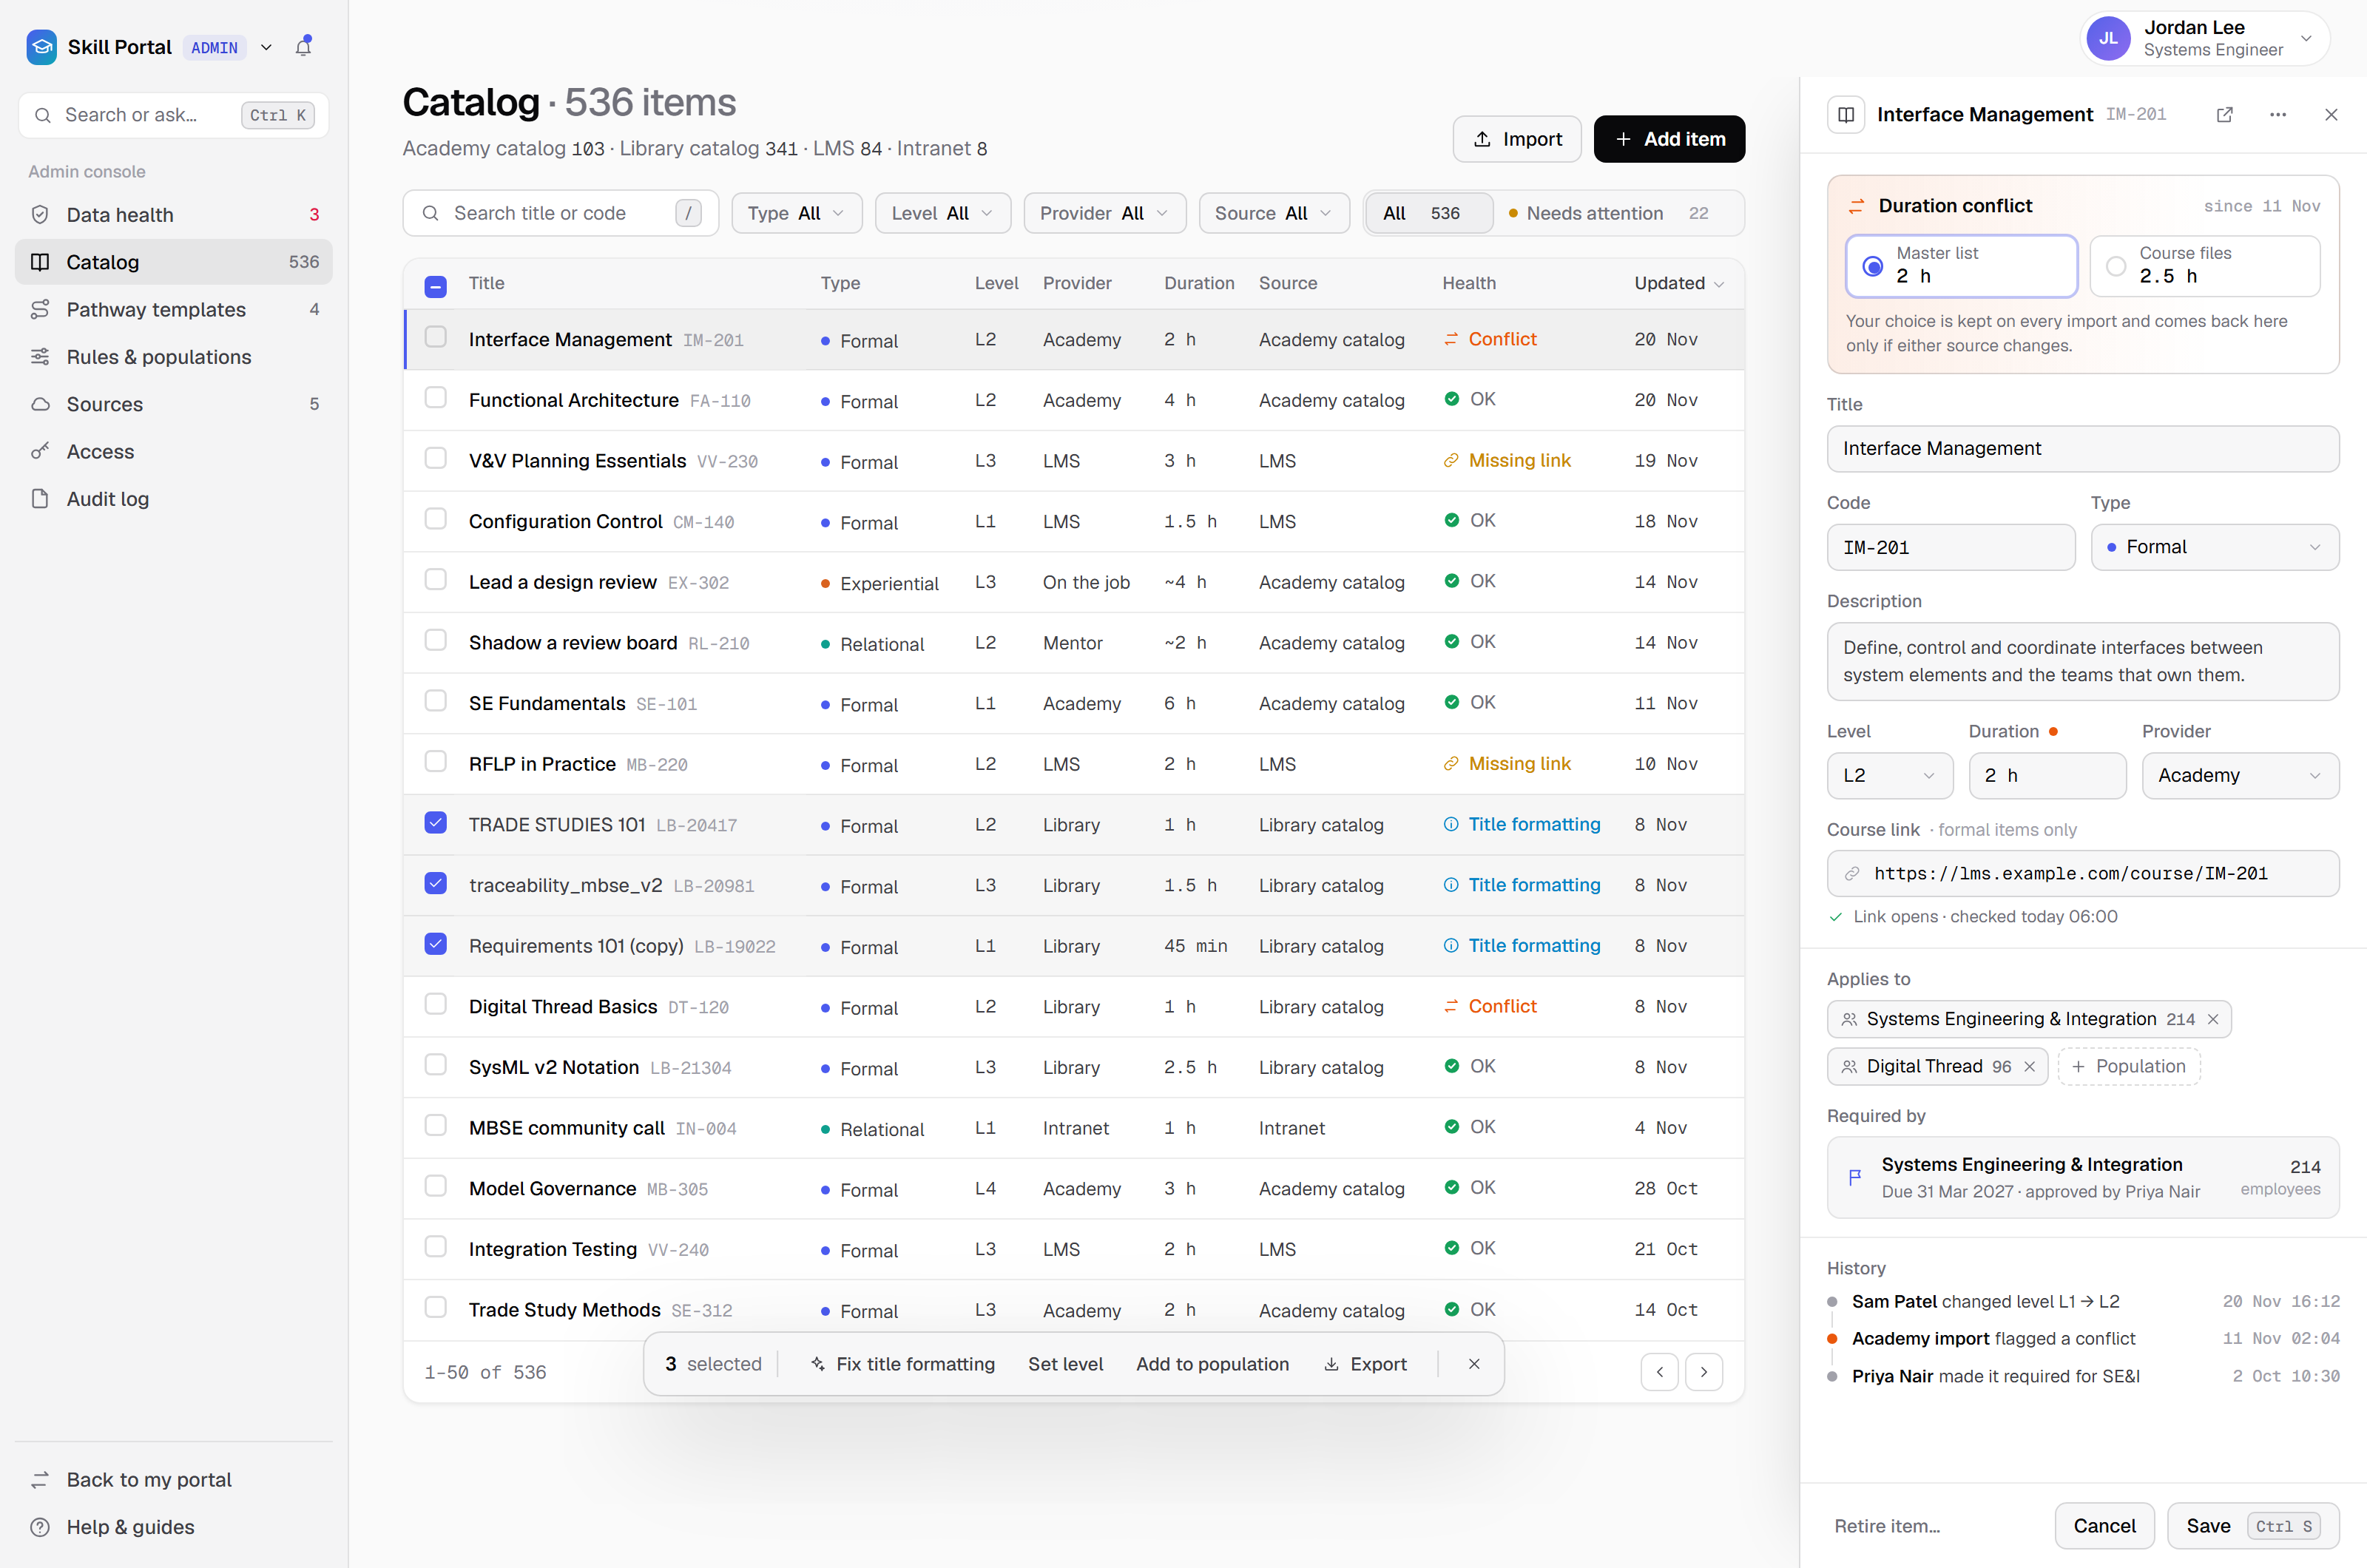 Skill Portal ADMIN
Search or ask... Ctrl K
Admin console
Data health 3
Catalog 536
Pathway templates 4
Rules & populations
Sources 5
Access
Audit log
Back to my portal
Help & guides
JL Jordan Lee
Systems Engineer
Catalog · 536 items
Academy catalog 103 · Library catalog 341 · LMS 84 · Intranet 8
Import
+ Add item
Search title or code /
Type All
Level All
Provider All
Source All
All 536
Needs attention 22
Title Type Level Provider Duration Source Health Updated
Interface Management IM-201 Formal L2 Academy 2 h Academy catalog Conflict 20 Nov
Functional Architecture FA-110 Formal L2 Academy 4 h Academy catalog OK 20 Nov
V&V Planning Essentials VV-230 Formal L3 LMS 3 h LMS Missing link 19 Nov
Configuration Control CM-140 Formal L1 LMS 1.5 h LMS OK 18 Nov
Lead a design review EX-302 Experiential L3 On the job ~4 h Academy catalog OK 14 Nov
Shadow a review board RL-210 Relational L2 Mentor ~2 h Academy catalog OK 14 Nov
SE Fundamentals SE-101 Formal L1 Academy 6 h Academy catalog OK 11 Nov
RFLP in Practice MB-220 Formal L2 LMS 2 h LMS Missing link 10 Nov
TRADE STUDIES 101 LB-20417 Formal L2 Library 1 h Library catalog Title formatting 8 Nov
traceability_mbse_v2 LB-20981 Formal L3 Library 1.5 h Library catalog Title formatting 8 Nov
Requirements 101 (copy) LB-19022 Formal L1 Library 45 min Library catalog Title formatting 8 Nov
Digital Thread Basics DT-120 Formal L2 Library 1 h Library catalog Conflict 8 Nov
SysML v2 Notation LB-21304 Formal L3 Library 2.5 h Library catalog OK 8 Nov
MBSE community call IN-004 Relational L1 Intranet 1 h Intranet OK 4 Nov
Model Governance MB-305 Formal L4 Academy 3 h Academy catalog OK 28 Oct
Integration Testing VV-240 Formal L3 LMS 2 h LMS OK 21 Oct
Trade Study Methods SE-312 Formal L3 Academy 2 h Academy catalog OK 14 Oct
1-50 of 536
3 selected Fix title formatting Set level Add to population Export
Interface Management IM-201
Duration conflict since 11 Nov
Master list
2 h
Course files
2.5 h
Your choice is kept on every import and comes back here
only if either source changes.
Title
Interface Management
Code Type
IM-201 Formal
Description
Define, control and coordinate interfaces between
system elements and the teams that own them.
Level Duration Provider
L2 2 h Academy
Course link · formal items only
https://lms.example.com/course/IM-201
Link opens · checked today 06:00
Applies to
Systems Engineering & Integration 214
Digital Thread 96
+ Population
Required by
Systems Engineering & Integration 214
Due 31 Mar 2027 · approved by Priya Nair employees
History
Sam Patel changed level L1 → L2 20 Nov 16:12
Academy import flagged a conflict 11 Nov 02:04
Priya Nair made it required for SE&I 2 Oct 10:30
Retire item...
Cancel
Save Ctrl S